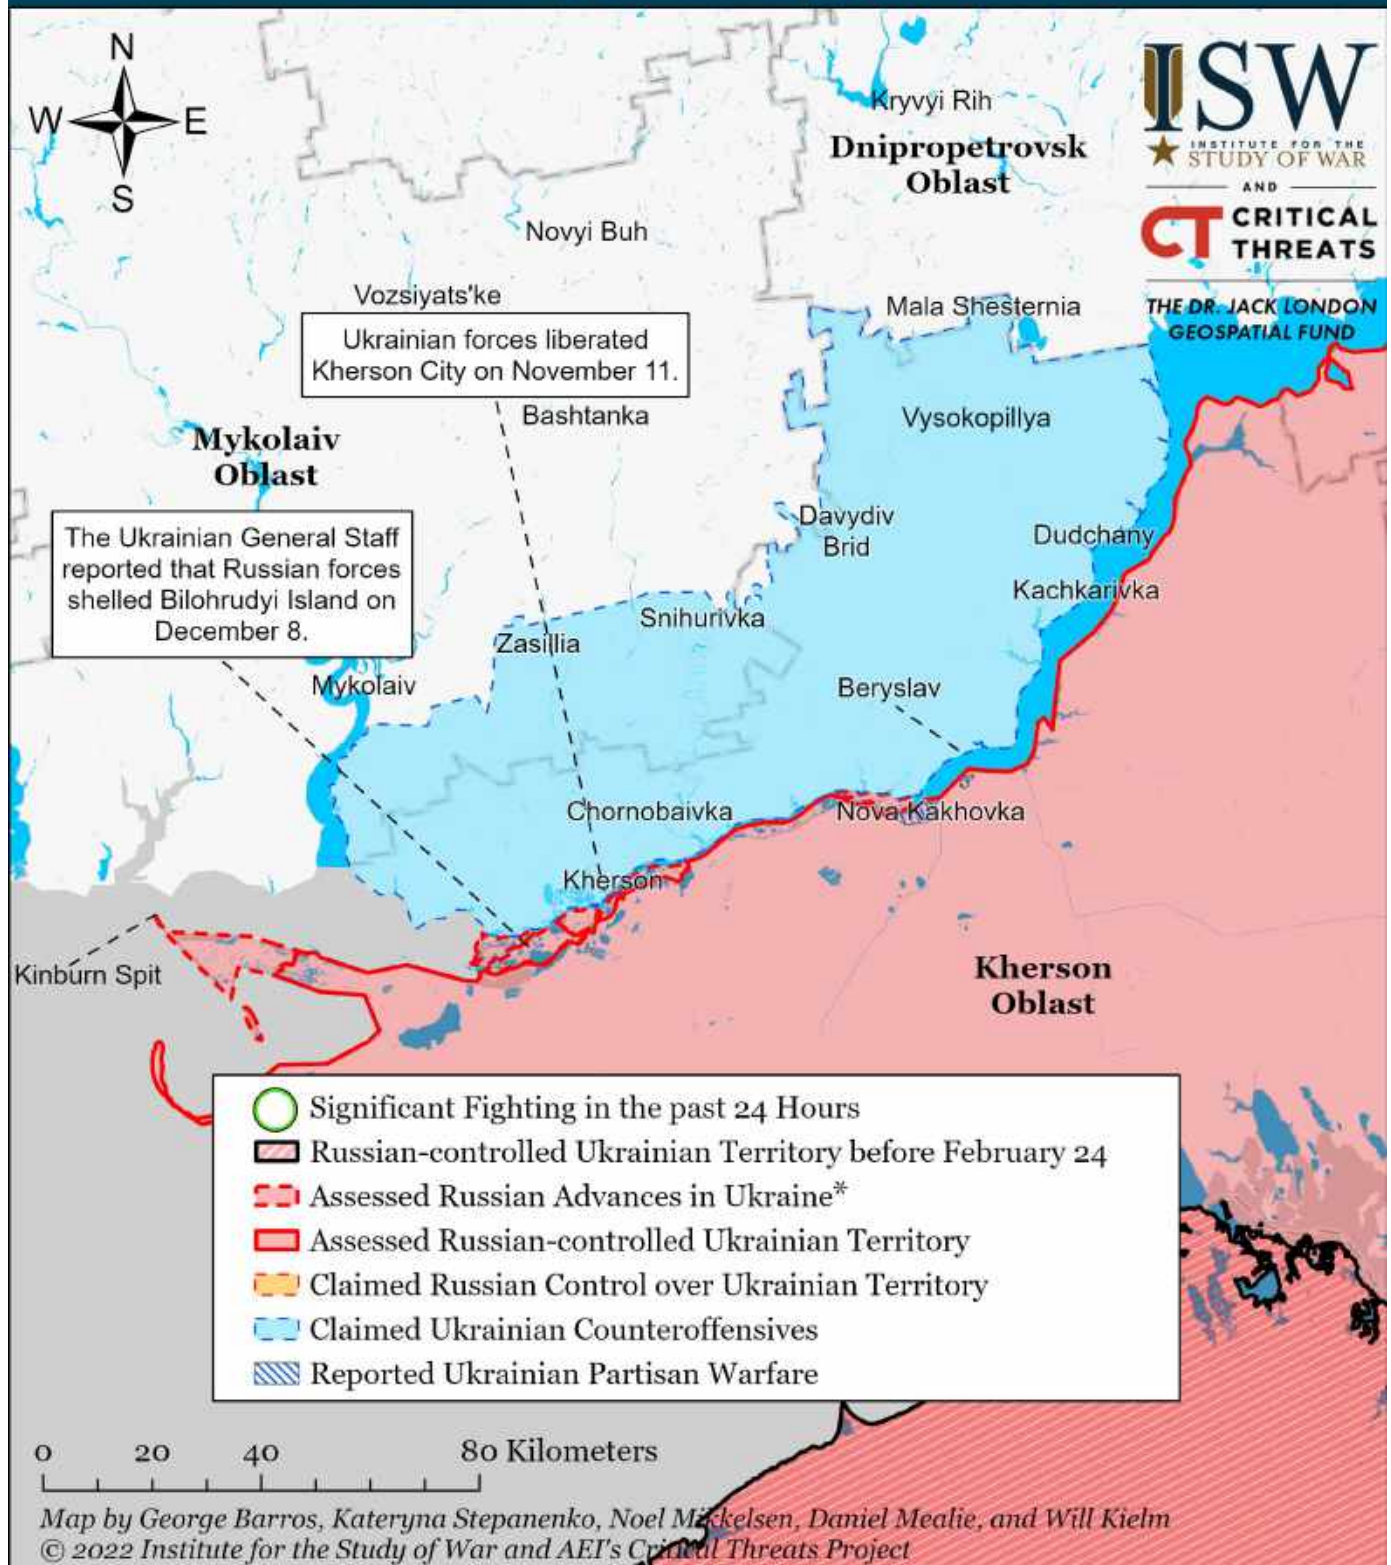 N
W E
S
ISW
INSTITUTE FOR THE
STUDY OF WAR
AND
CT CRITICAL
THREATS
THE DR. JACK LONDON
GEOSPATIAL FUND
Kryvyi Rih
Dnipropetrovsk
Oblast
Novyi Buh
Vozsiyats'ke
Mala Shesternia
Ukrainian forces liberated
Kherson City on November 11.
Bashtanka
Vysokopillya
Mykolaiv
Oblast
Davydiv
Brid
Dudchany
The Ukrainian General Staff
reported that Russian forces
shelled Bilohrudyi Island on
December 8.
Kachkarivka
Snihurivka
Zasillia
Mykolaiv
Beryslav
Chornobaivka
Nova Kakhovka
Kherson
Kinburn Spit
Kherson
Oblast
Significant Fighting in the past 24 Hours
Russian-controlled Ukrainian Territory before February 24
Assessed Russian Advances in Ukraine*
Assessed Russian-controlled Ukrainian Territory
Claimed Russian Control over Ukrainian Territory
Claimed Ukrainian Counteroffensives
Reported Ukrainian Partisan Warfare
0 20 40 80 Kilometers
Map by George Barros, Kateryna Stepanenko, Noel Mikkelsen, Daniel Mealie, and Will Kielm
© 2022 Institute for the Study of War and AEI's Critical Threats Project